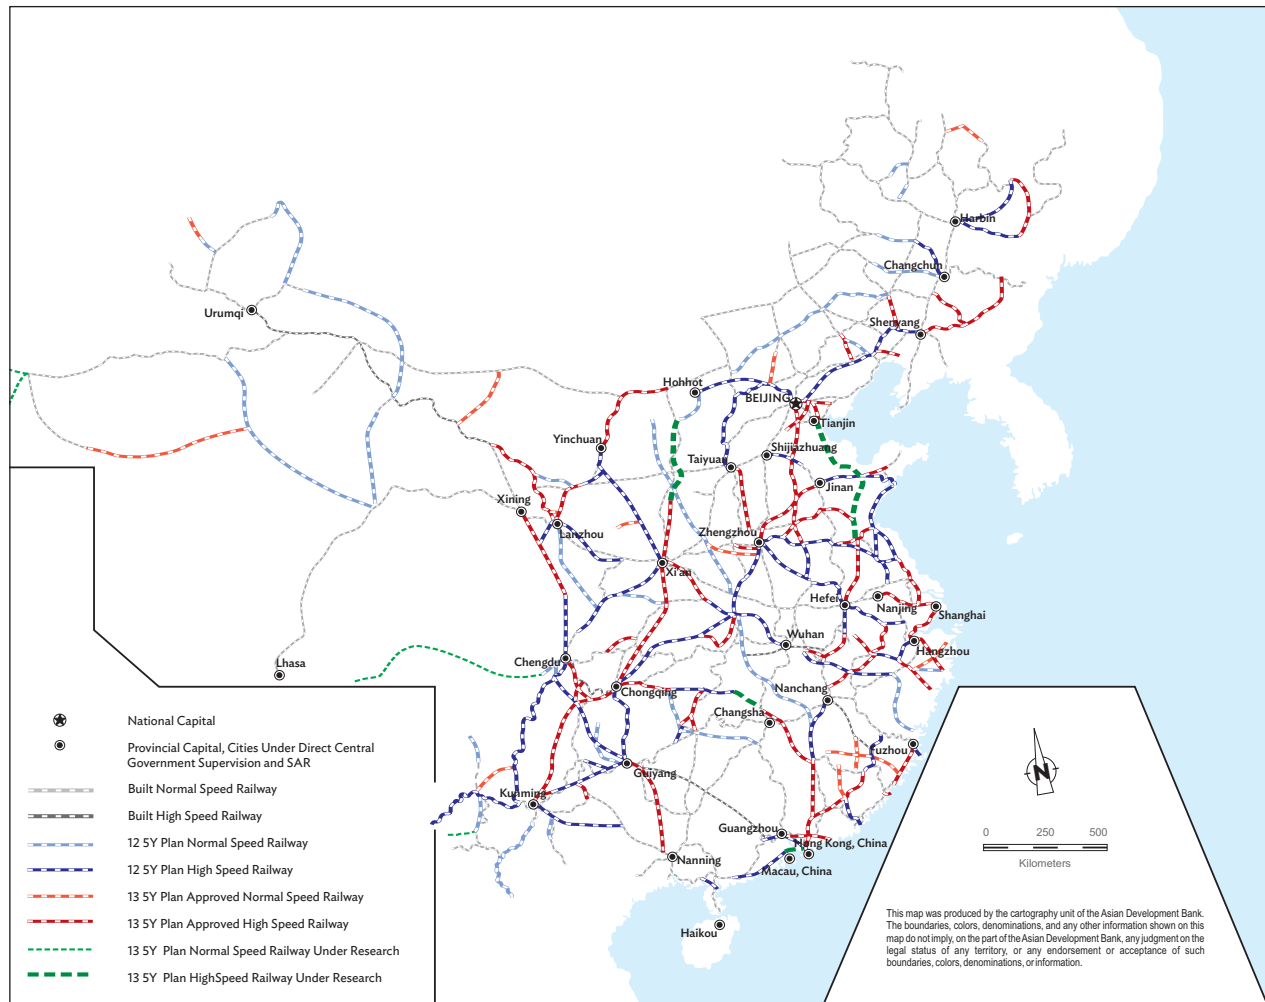 Harbin
Changchun
Urumqi
Shenyang
Hohhot
BEIJING
Tianjin
Yinchuan
Shijiazhuang
Taiyuan
Jinan
Xining
Lanzhou
Zhengzhou
Xi'an
Hefei
Nanjing
Shanghai
Wuhan
Hangzhou
Lhasa
Chengdu
Chongqing
Nanchang
Changsha
Fuzhou
Guiyang
Kunming
Guangzhou
Hong Kong, China
Nanning
Macau, China
Haikou
National Capital
Provincial Capital, Cities Under Direct Central
Government Supervision and SAR
Built Normal Speed Railway
Built High Speed Railway
12 5Y Plan Normal Speed Railway
12 5Y Plan High Speed Railway
13 5Y Plan Approved Normal Speed Railway
13 5Y Plan Approved High Speed Railway
13 5Y Plan Normal Speed Railway Under Research
13 5Y Plan HighSpeed Railway Under Research
N
0 250 500
Kilometers
This map was produced by the cartography unit of the Asian Development Bank.
The boundaries, colors, denominations, and any other information shown on this
map do not imply, on the part of the Asian Development Bank, any judgment on the
legal status of any territory, or any endorsement or acceptance of such
boundaries, colors, denominations, or information.